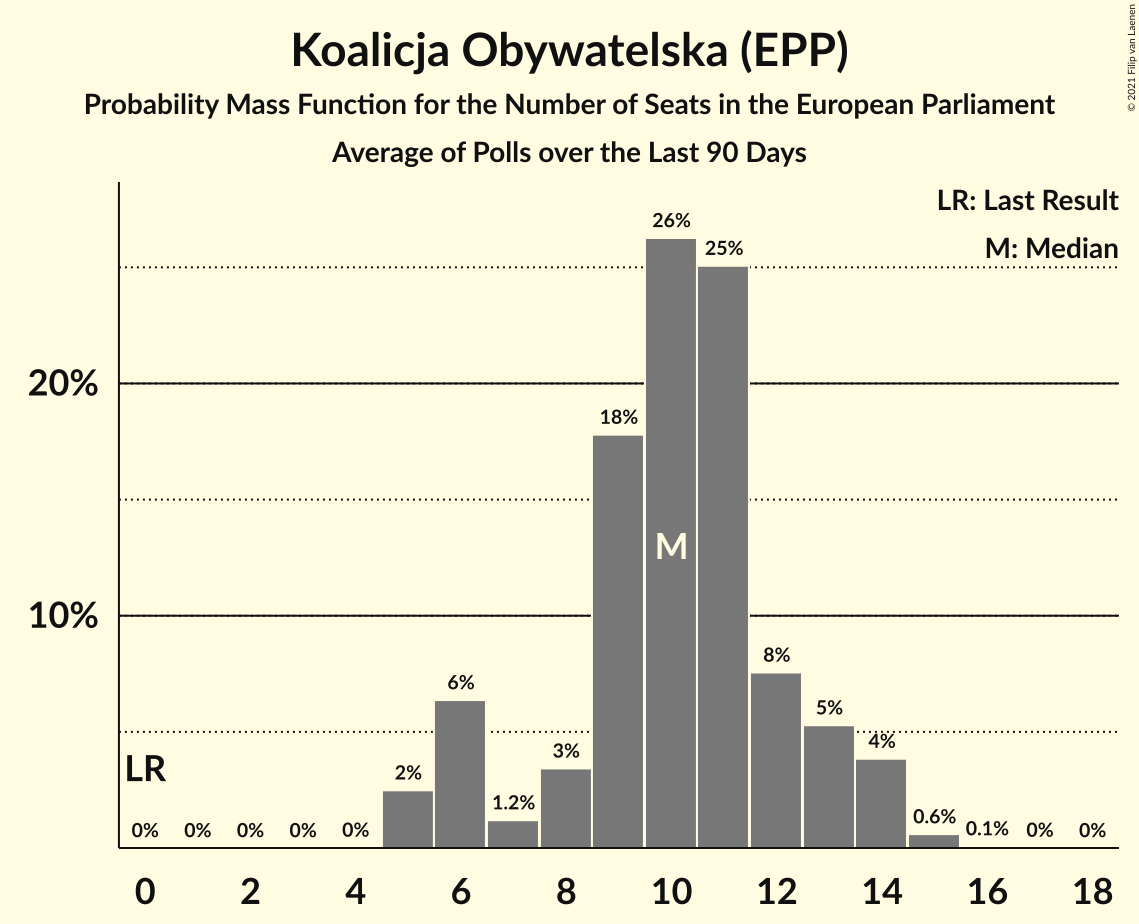 Koalicja Obywatelska (EPP)
Probability Mass Function for the Number of Seats in the European Parliament
Average of Polls over the Last 90 Days
© 2021 Filip van Laenen
LR: Last Result
M: Median
26%
25%
20%
18%
M
10%
8%
6%
5%
4%
3%
2%
1.2%
0.6%
0.1%
LR
0% 0% 0% 0% 0% 0% 0%
0 2 4 6 8 10 12 14 16 18